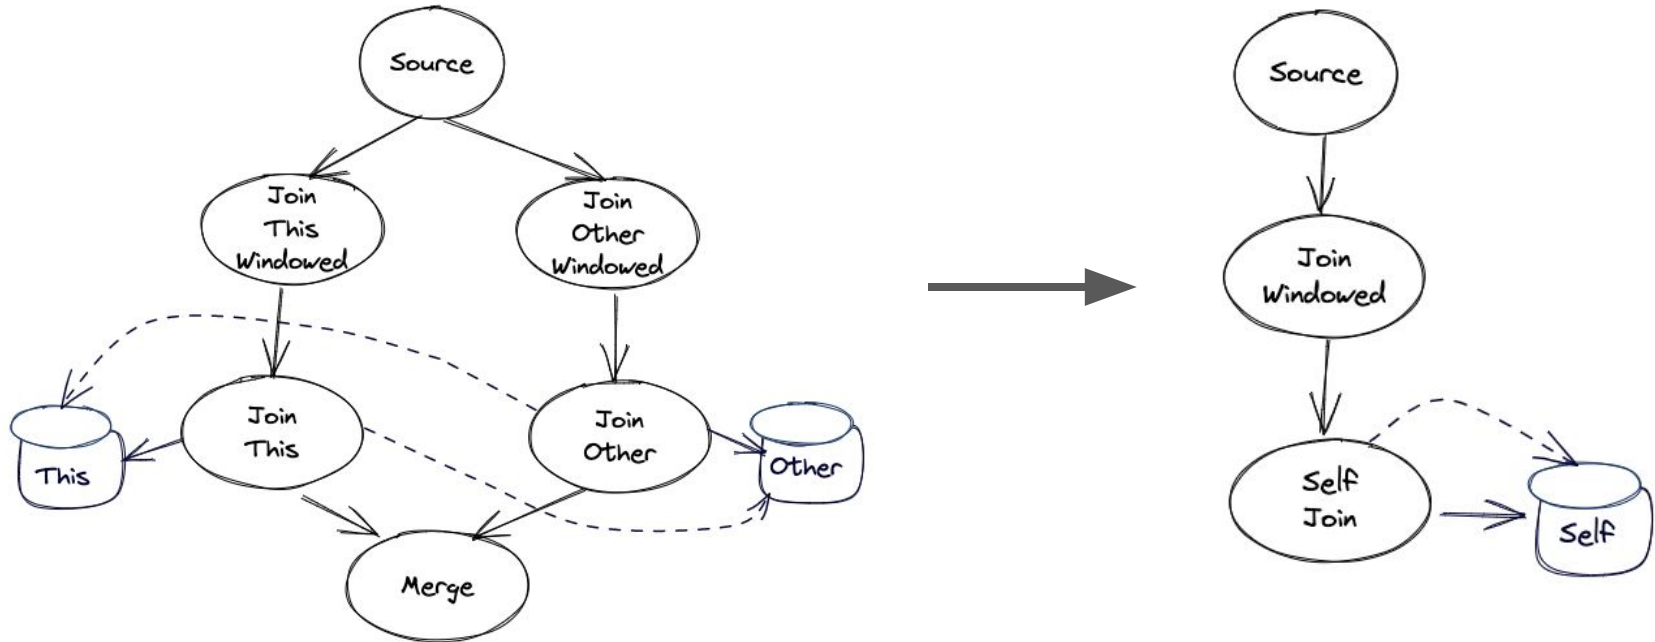 Source
Join
This
Windowed
Join
Other
Windowed
Join
This
Join
Other
This
Other
Merge
Source
Join
Windowed
Self
Join
Self